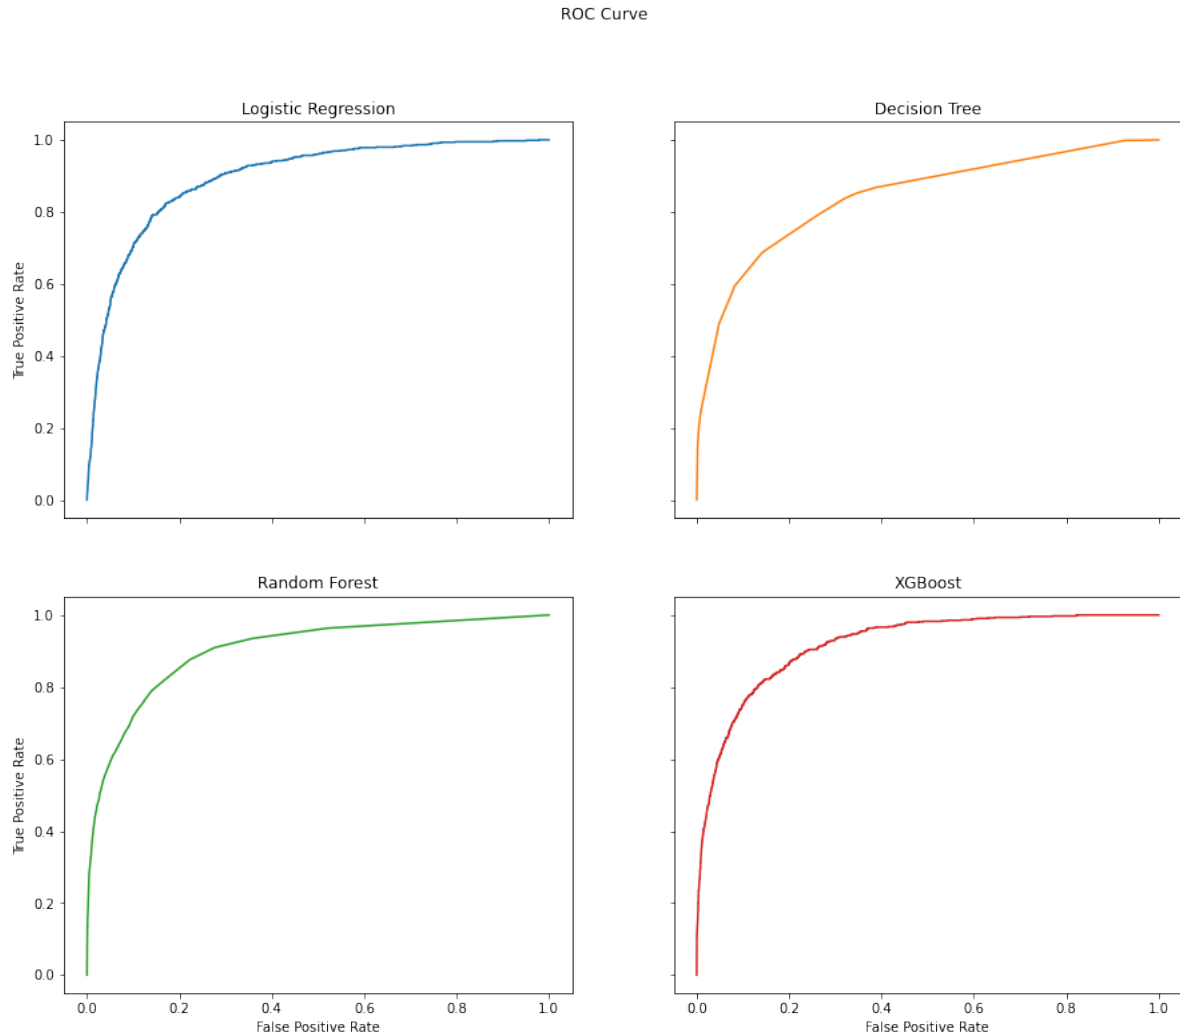 ROC Curve
Logistic Regression
Decision Tree
1.0
0.8
0.6
0.4
0.2
0.0
True Positive Rate
Random Forest
XGBoost
1.0
0.8
0.6
0.4
0.2
0.0
True Positive Rate
0.0 0.2 0.4 0.6 0.8 1.0
False Positive Rate
0.0 0.2 0.4 0.6 0.8 1.0
False Positive Rate